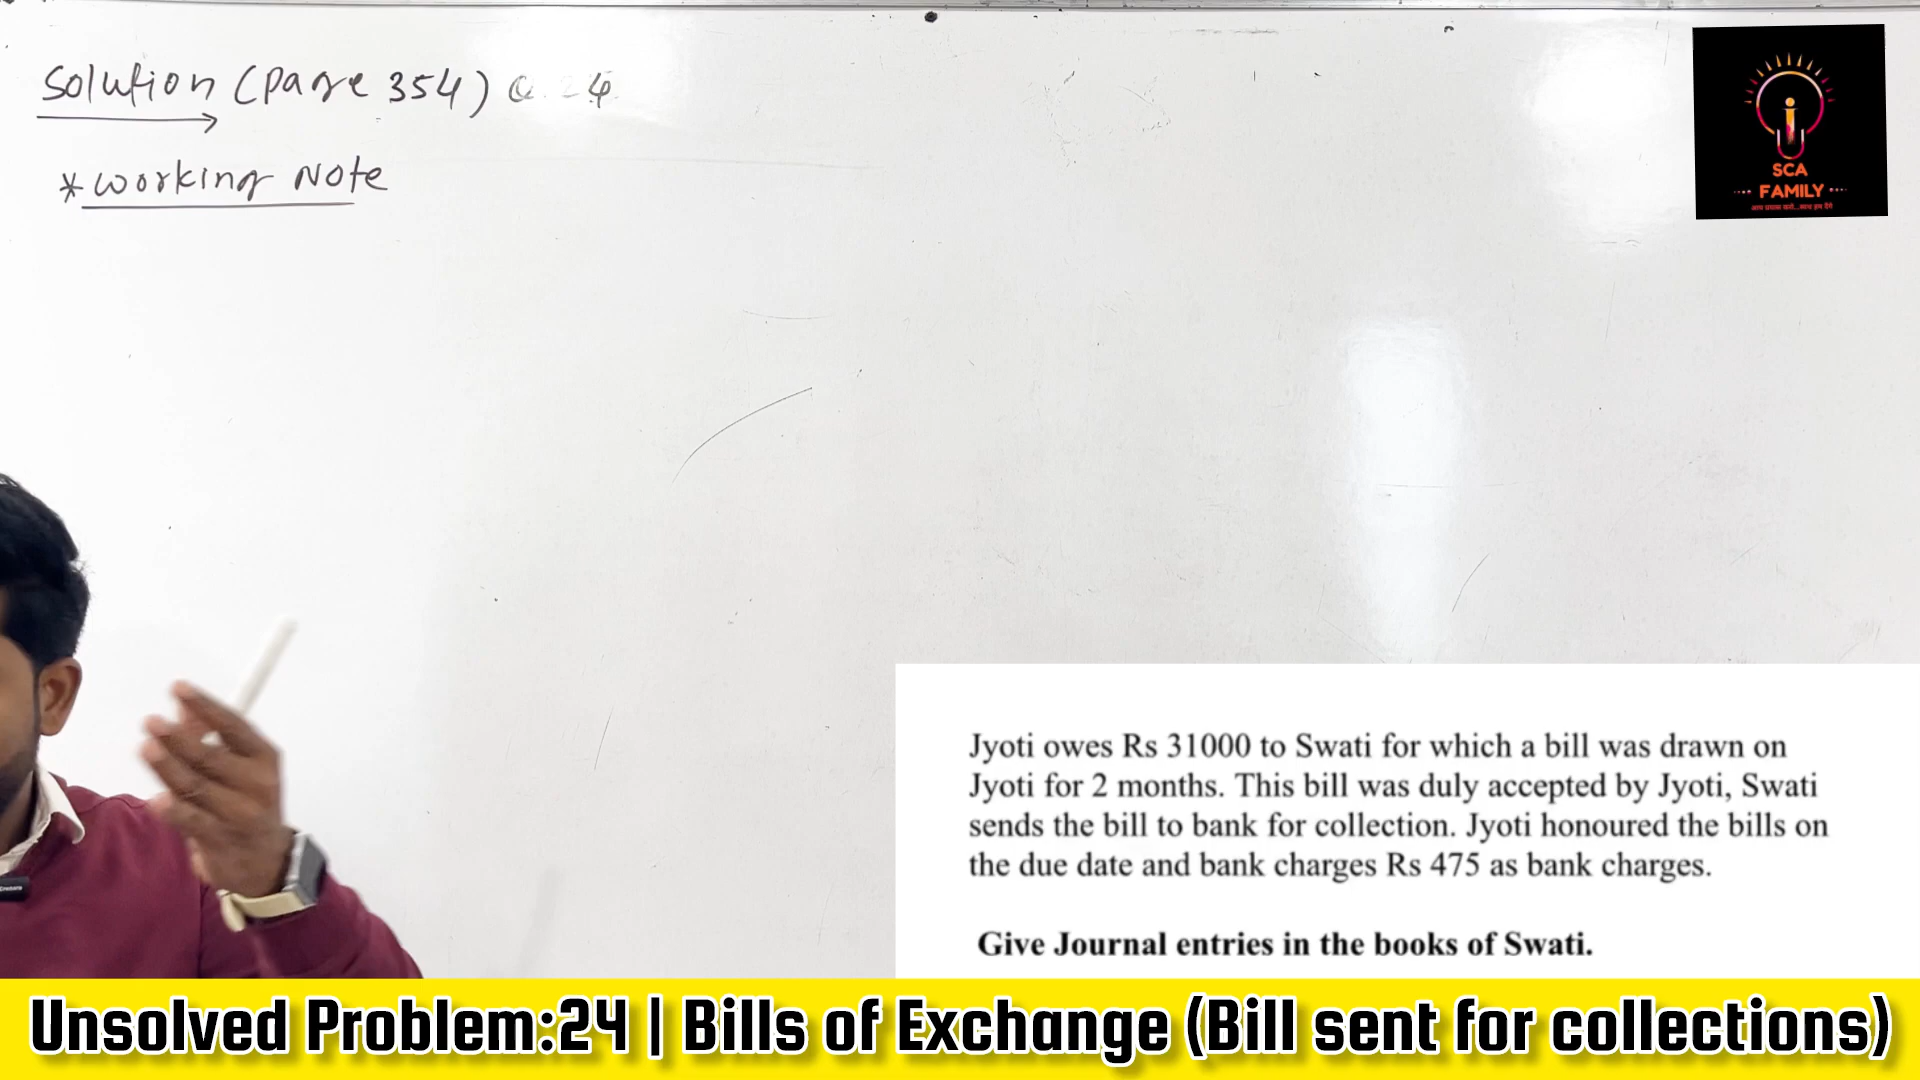 Solution (page 354) Q. 24
*Working Note
SCA
FAMILY
Jyoti owes Rs 31000 to Swati for which a bill was drawn on
Jyoti for 2 months. This bill was duly accepted by Jyoti, Swati
sends the bill to bank for collection. Jyoti honoured the bills on
the due date and bank charges Rs 475 as bank charges.
Give Journal entries in the books of Swati.
Unsolved Problem:24 | Bills of Exchange (Bill sent for collections)